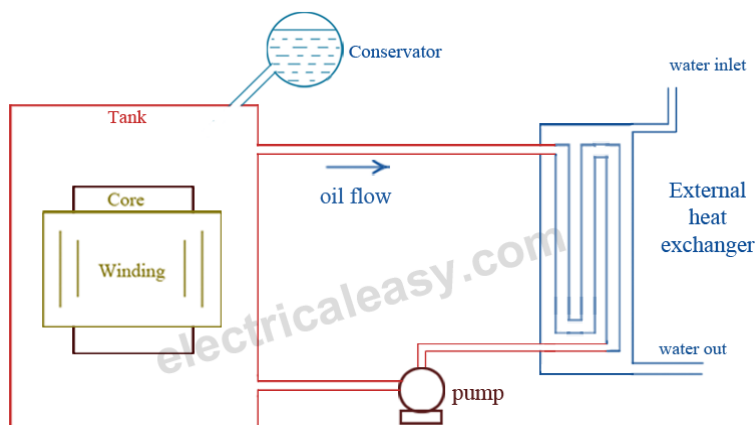 Conservator
water inlet
Tank
oil flow
Core
External
heat
exchanger
Winding
electricaleasy.com
water out
pump